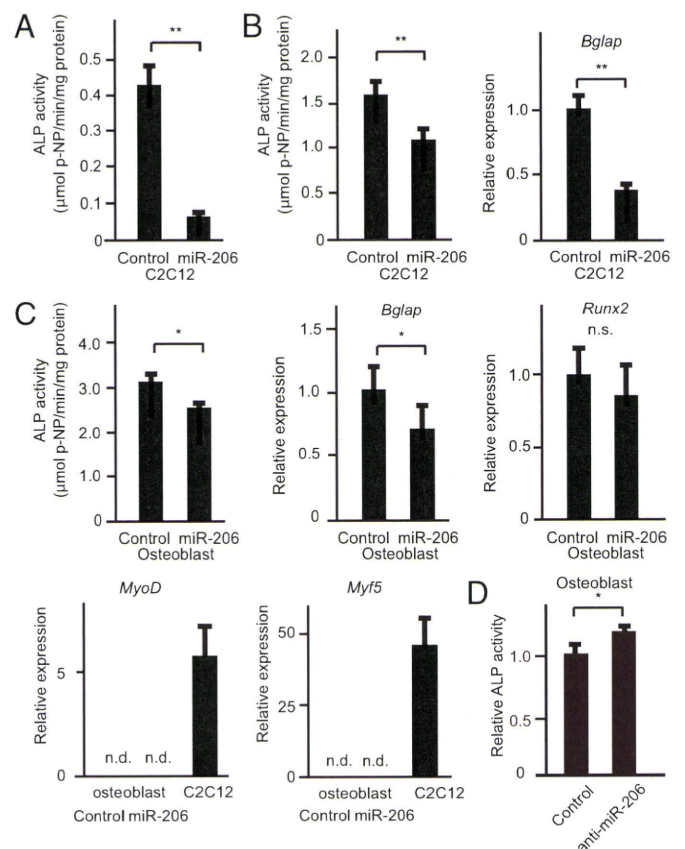 A
ALP activity
(µmol p-NP/min/mg protein)
0.5
0.4
0.3
0.2
0.1
0
**
Control miR-206
C2C12
B
ALP activity
(µmol p-NP/min/mg protein)
2.0
1.5
1.0
0.5
0
**
Control miR-206
C2C12
Bglap
**
Relative expression
1.0
0.5
0
Control miR-206
C2C12
C
ALP activity
(µmol p-NP/min/mg protein)
4.0
3.0
2.0
1.0
0
*
Control miR-206
Osteoblast
Bglap
*
Relative expression
1.5
1.0
0.5
0
Control miR-206
Osteoblast
Runx2
n.s.
Relative expression
1.0
0.5
0
Control miR-206
Osteoblast
MyoD
Relative expression
5
0
n.d. n.d.
osteoblast C2C12
Control miR-206
Myf5
Relative expression
50
25
0
n.d. n.d.
osteoblast C2C12
Control miR-206
D
Osteoblast
*
Relative ALP activity
1.0
0.5
0
Control
anti-miR-206